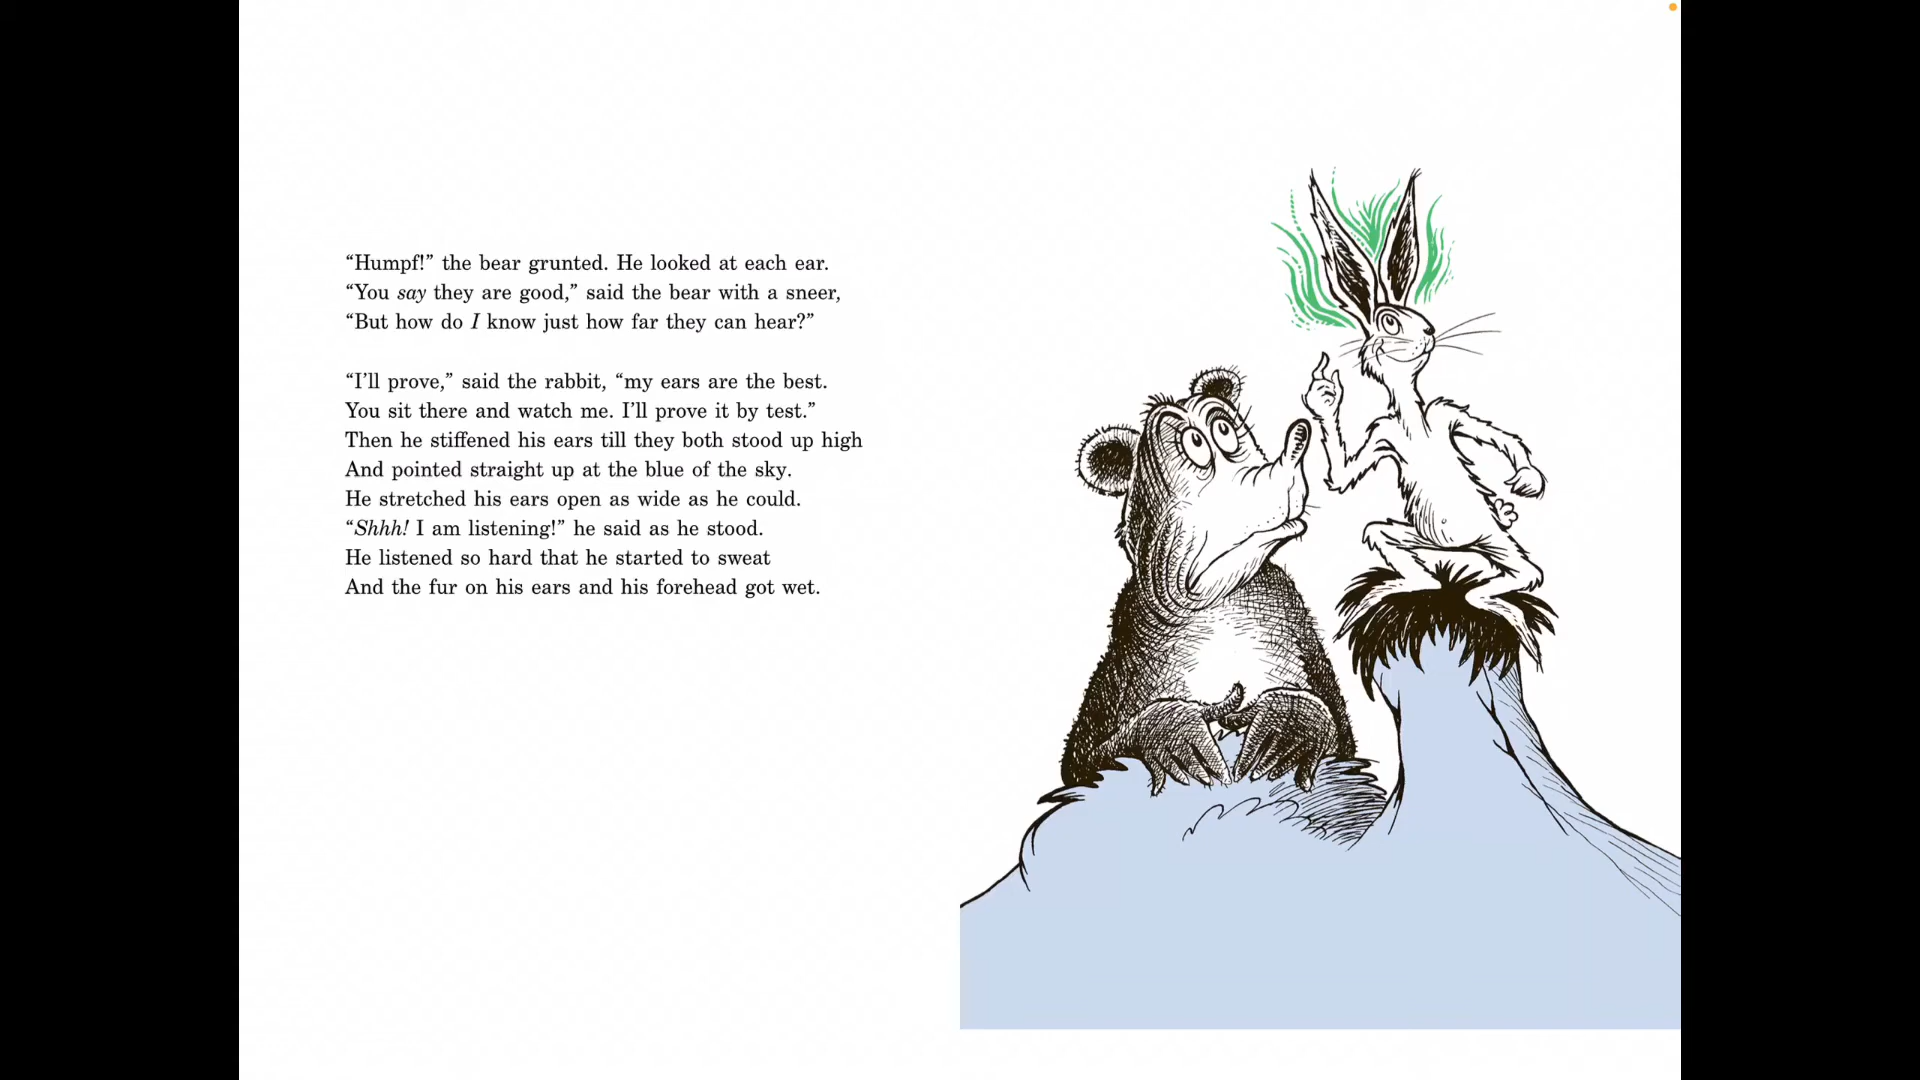 “Humpf!” the bear grunted. He looked at each ear.
“You say they are good,” said the bear with a sneer,
“But how do I know just how far they can hear?”
“I’ll prove,” said the rabbit, “my ears are the best.
You sit there and watch me. I’ll prove it by test.”
Then he stiffened his ears till they both stood up high
And pointed straight up at the blue of the sky.
He stretched his ears open as wide as he could.
“Shhh! I am listening!” he said as he stood.
He listened so hard that he started to sweat
And the fur on his ears and his forehead got wet.